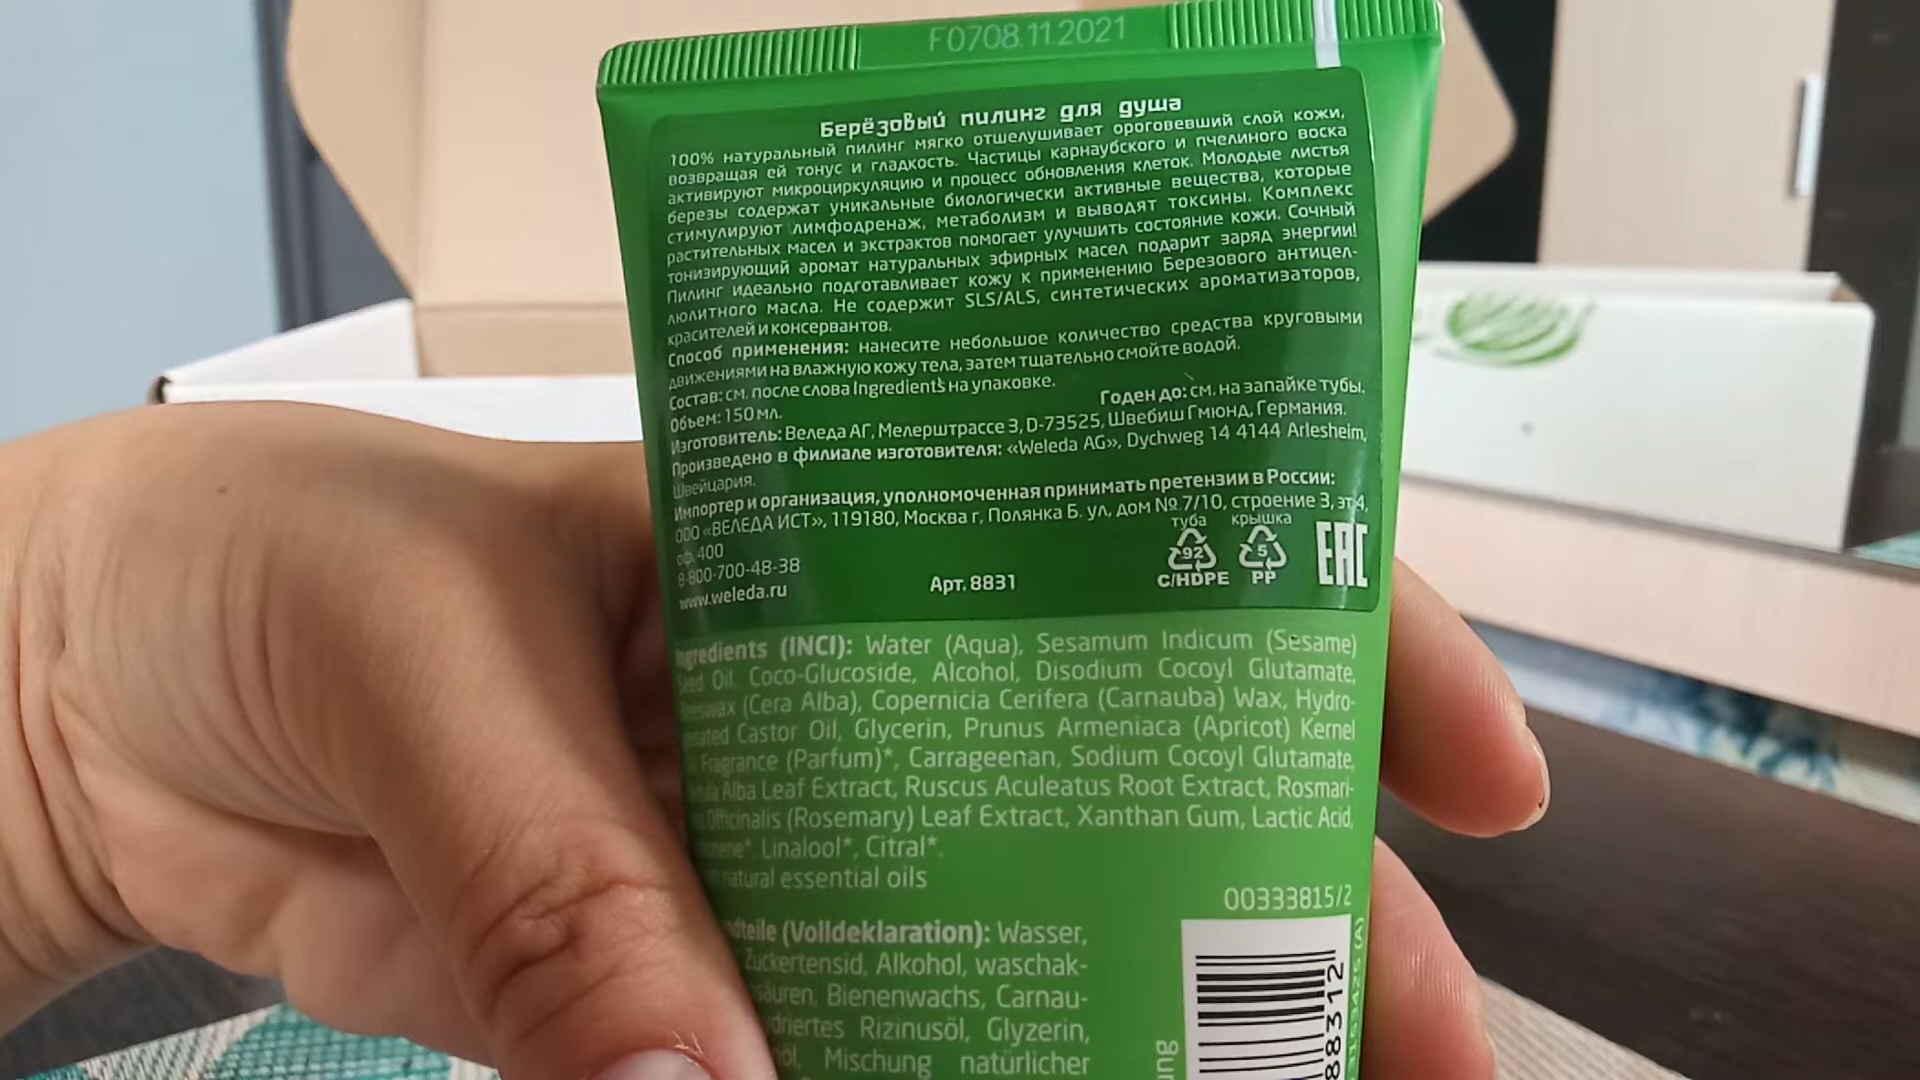 F0708 11.2021
Берёзовый пилинг для душа
100% натуральный пилинг мягко отшелушивает ороговевший слой кожи,
возвращая ей тонус и гладкость. Частицы карнаубского и пчелиного воска
активируют микроциркуляцию и процесс обновления клеток. Молодые листья
березы содержат уникальные биологически активные вещества, которые
стимулируют лимфодренаж, метаболизм и выводят токсины. Комплекс
растительных масел и экстрактов помогает улучшить состояние кожи. Сочный
тонизирующий аромат натуральных эфирных масел подарит заряд энергии!
Пилинг идеально подготавливает кожу к применению Березового антицел-
люлитного масла. Не содержит SLS/ALS, синтетических ароматизаторов,
красителей и консервантов.
Способ применения: нанесите небольшое количество средства круговыми
движениями на влажную кожу тела, затем тщательно смойте водой.
Состав: см. после слова Ingredients на упаковке.
Объем: 150 мл. Годен до: см. на запайке тубы.
Изготовитель: Веледа АГ, Мелерштрассе 3, D-73525, Швебиш Гмюнд, Германия.
Произведено в филиале изготовителя: «Weleda AG», Dychweg 14 4144 Arlesheim,
Швейцария.
Импортер и организация, уполномоченная принимать претензии в России:
ООО «ВЕЛЕДА ИСТ», 119180, Москва г, Полянка Б. ул, дом № 7/10, строение 3, эт 4,
оф. 400
8-800-700-48-38
www.weleda.ru
Арт. 8831
туба крышка
92 5
C/HDPE PP
EAC
Ingredients (INCI): Water (Aqua), Sesamum Indicum (Sesame)
Seed Oil, Coco-Glucoside, Alcohol, Disodium Cocoyl Glutamate,
(Cera Alba), Copernicia Cerifera (Carnauba) Wax, Hydro-
Castor Oil, Glycerin, Prunus Armeniaca (Apricot) Kernel
Fragrance (Parfum)*, Carrageenan, Sodium Cocoyl Glutamate,
Alba Leaf Extract, Ruscus Aculeatus Root Extract, Rosmari-
Officinalis (Rosemary) Leaf Extract, Xanthan Gum, Lactic Acid,
Linalool*, Citral*.
natural essential oils
00333815/2
(Volldeklaration): Wasser,
Zuckertensid, Alkohol, waschak-
Bienenwachs, Carnau-
Rizinusöl, Glyzerin,
Mischung natürlicher
88312